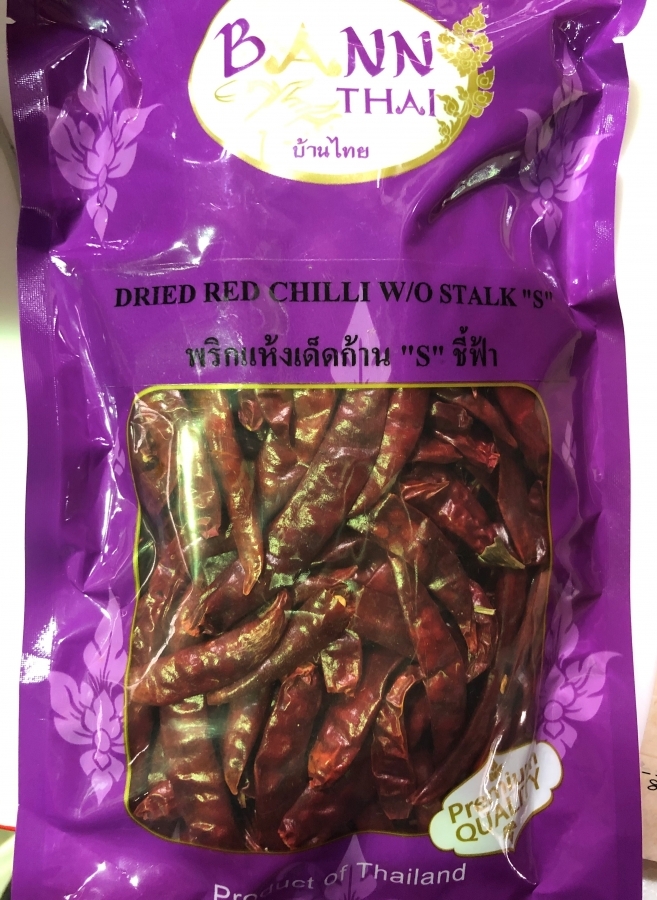 BANN
THAI
บ้านไทย
DRIED RED CHILLI W/O STALK "S"
พริกแห้งเด็ดก้าน "S" ชี้ฟ้า
Premium
QUALITY
Product of Thailand